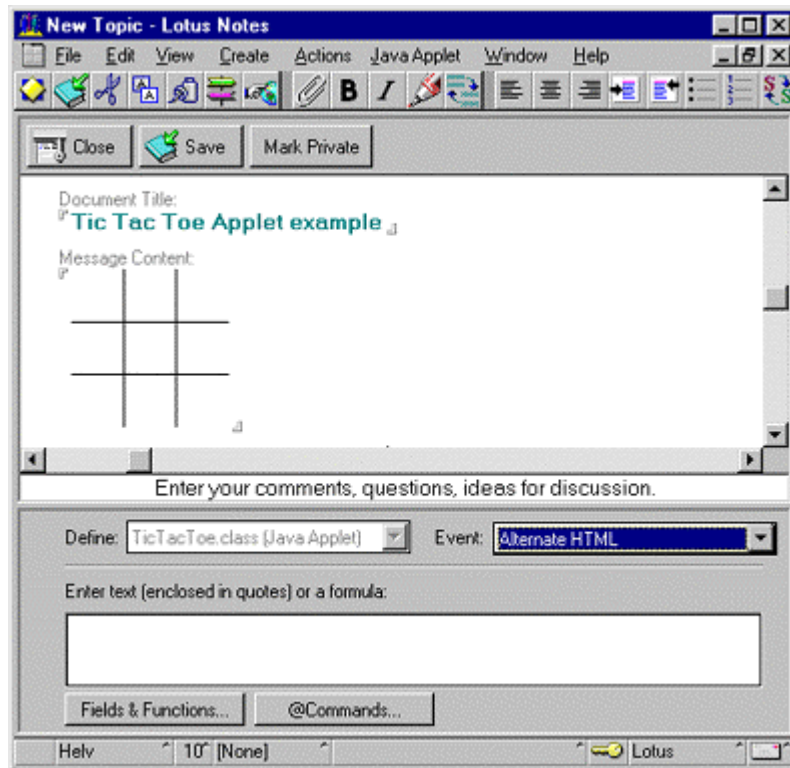 New Topic - Lotus Notes
File Edit View Create Actions Java Applet Window Help
B I
Close Save Mark Private
Document Title:
Tic Tac Toe Applet example
Message Content:
Enter your comments, questions, ideas for discussion.
Define: TicTacToe.class (Java Applet) Event: Alternate HTML
Enter text (enclosed in quotes) or a formula:
Fields & Functions... @Commands...
Helv 10 [None] Lotus